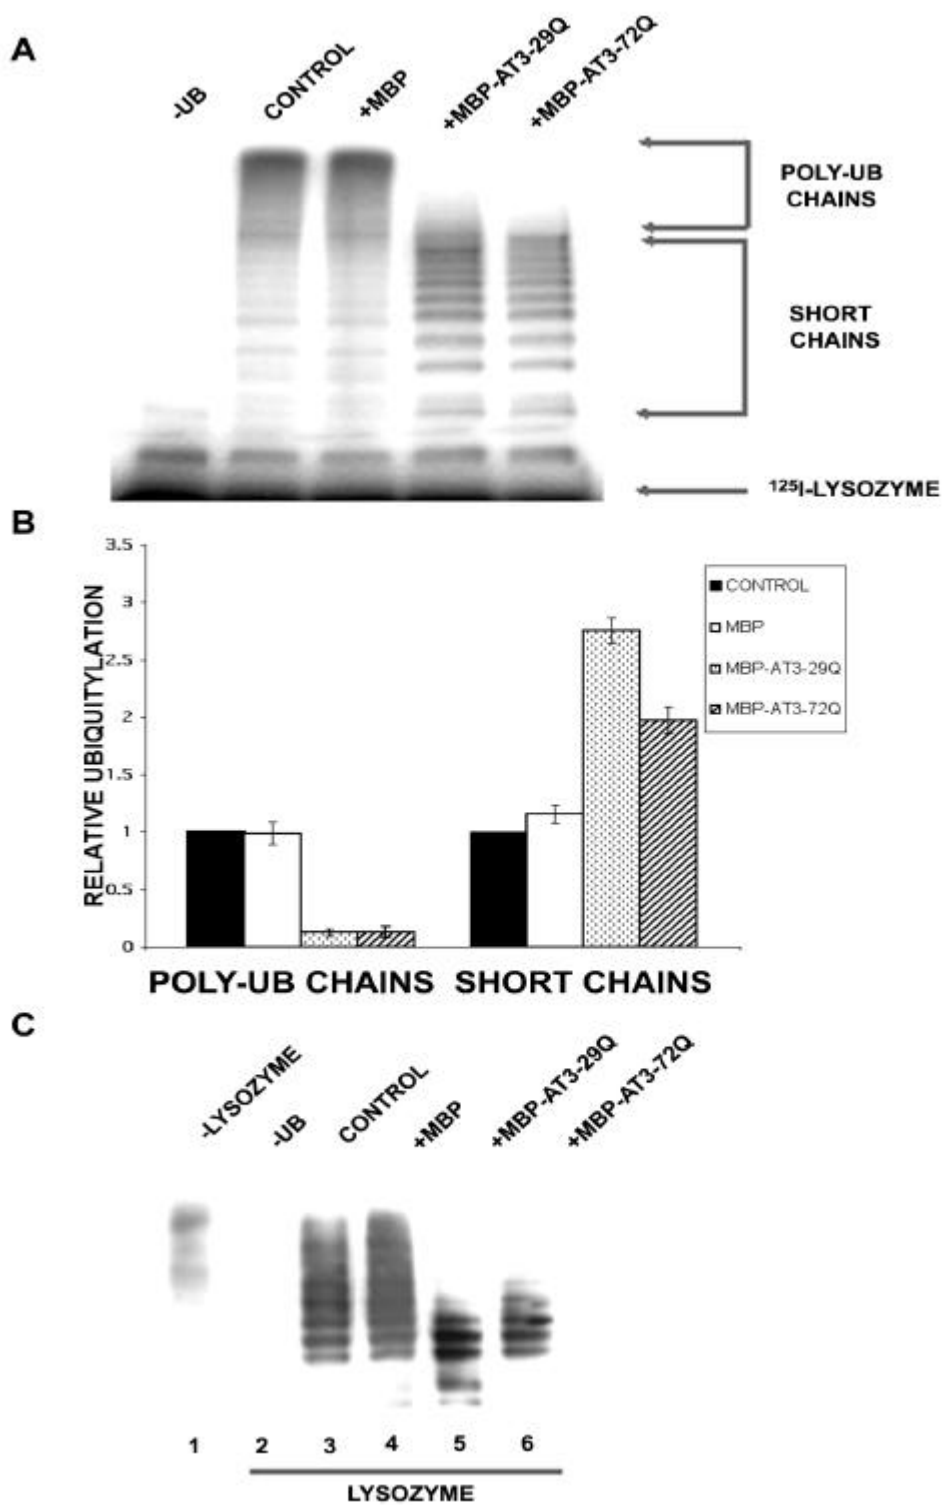 A
-UB
CONTROL
+MBP
+MBP-AT3-29Q
+MBP-AT3-72Q
POLY-UB
CHAINS
SHORT
CHAINS
125I-LYSOZYME
B
RELATIVE UBIQUITYLATION
3.5
3
2.5
2
1.5
1
0.5
0
CONTROL
MBP
MBP-AT3-29Q
MBP-AT3-72Q
POLY-UB CHAINS
SHORT CHAINS
C
-LYSOZYME
-UB
CONTROL
+MBP
+MBP-AT3-29Q
+MBP-AT3-72Q
1 2 3 4 5 6
LYSOZYME